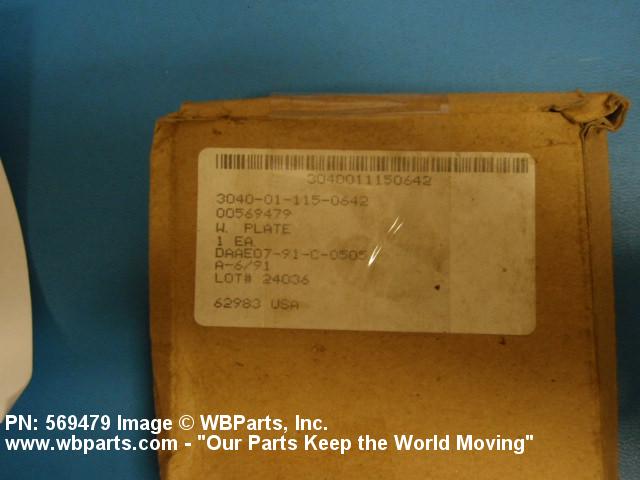 3040011150642
3040-01-115-0642
00569479
W. PLATE
1 EA
DAAE07-91-C-0505
A-6/91
LOT# 24036
62983 USA
PN: 569479 Image © WBParts, Inc.
www.wbparts.com - "Our Parts Keep the World Moving"